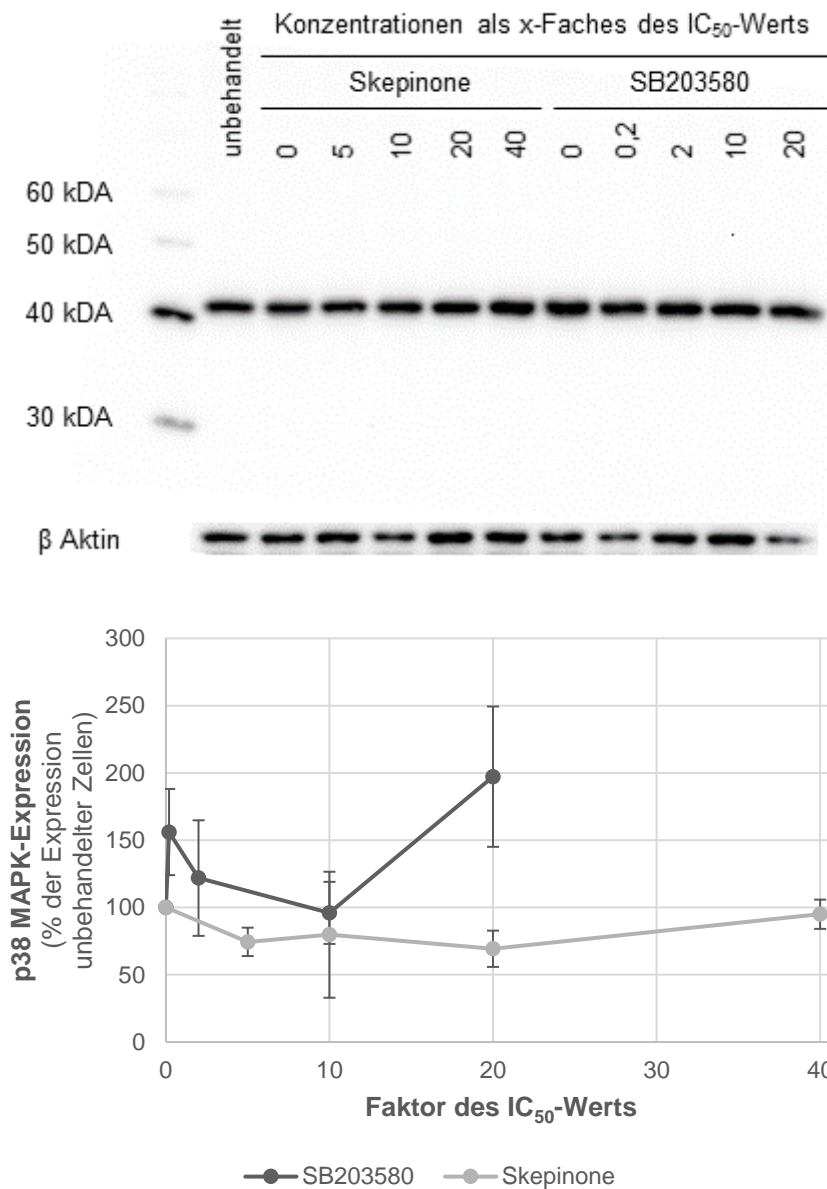 Konzentrationen als x-Faches des IC₅₀-Werts
unbehandelt
Skepinone
SB203580
0 5 10 20 40 0 0,2 2 10 20
60 kDA
50 kDA
40 kDA
30 kDA
β Aktin
p38 MAPK-Expression
(% der Expression
unbehandelter Zellen)
300
250
200
150
100
50
0
0 10 20 30 40
Faktor des IC₅₀-Werts
SB203580 Skepinone